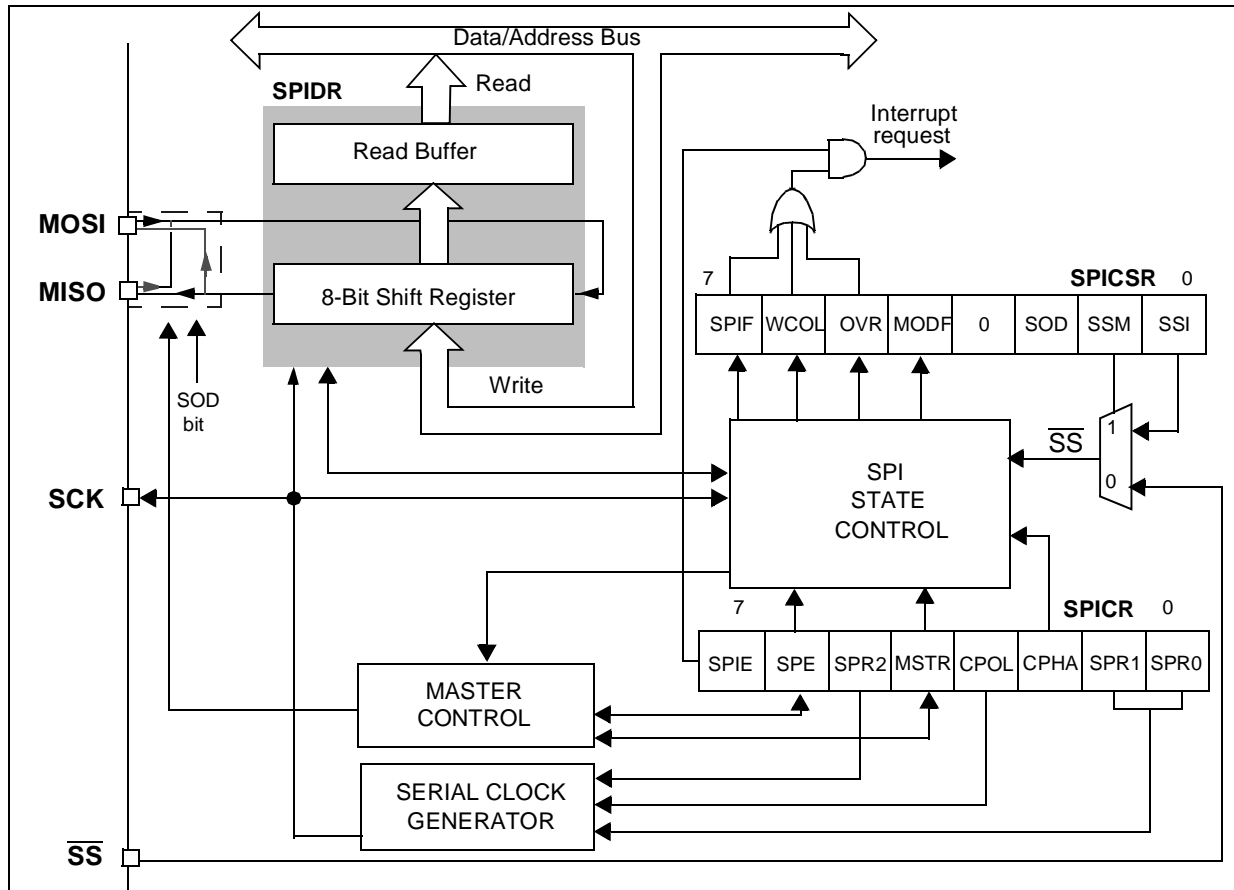 Data/Address Bus
SPIDR
Read
Interrupt
request
Read Buffer
MOSI
MISO
8-Bit Shift Register
7
SPICSR
0
SPIF WCOL OVR MODF 0 SOD SSM SSI
Write
SOD
bit
1
SS
0
SCK
SPI
STATE
CONTROL
7
SPICR
0
SPIE SPE SPR2 MSTR CPOL CPHA SPR1 SPR0
MASTER
CONTROL
SERIAL CLOCK
GENERATOR
SS